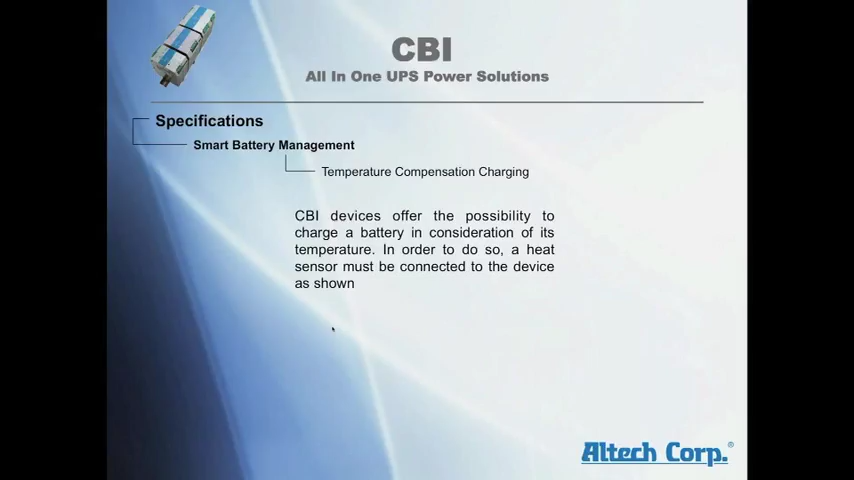 CBI
All In One UPS Power Solutions
Specifications
Smart Battery Management
Temperature Compensation Charging
CBI devices offer the possibility to
charge a battery in consideration of its
temperature. In order to do so, a heat
sensor must be connected to the device
as shown
Altech Corp.®